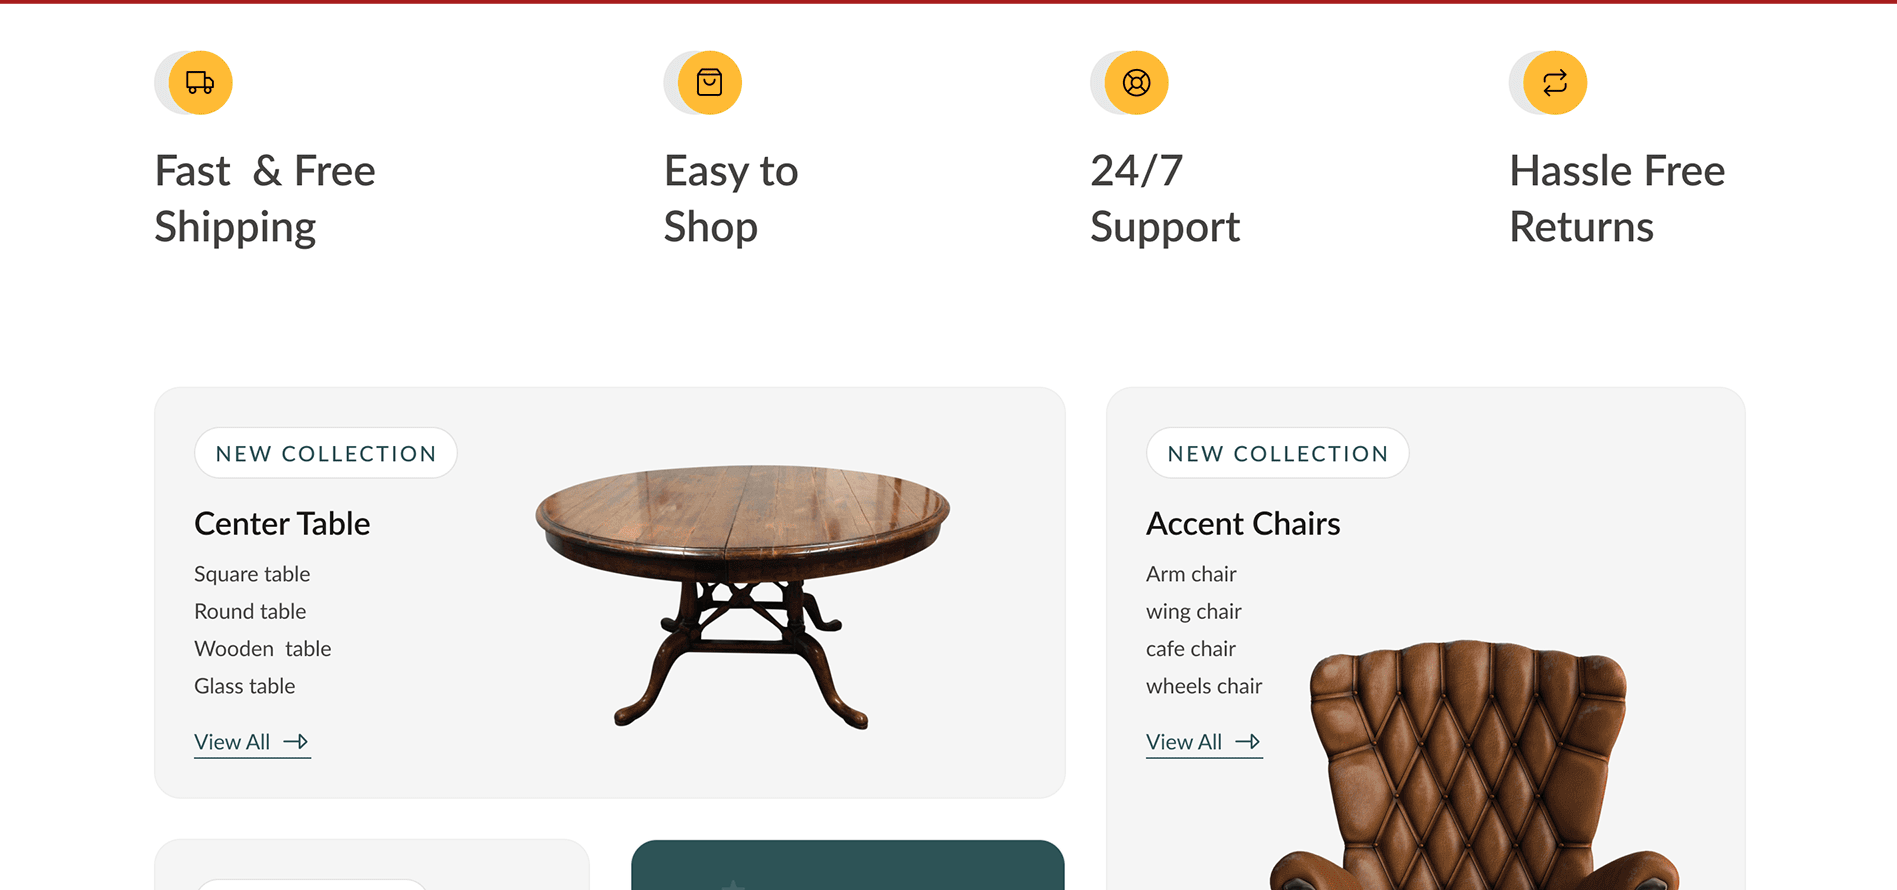 Fast  & Free
Shipping
Easy to
Shop
24/7
Support
Hassle Free
Returns
NEW COLLECTION
Center Table
Square table
Round table
Wooden  table
Glass table
View All
NEW COLLECTION
Accent Chairs
Arm chair
wing chair
cafe chair
wheels chair
View All